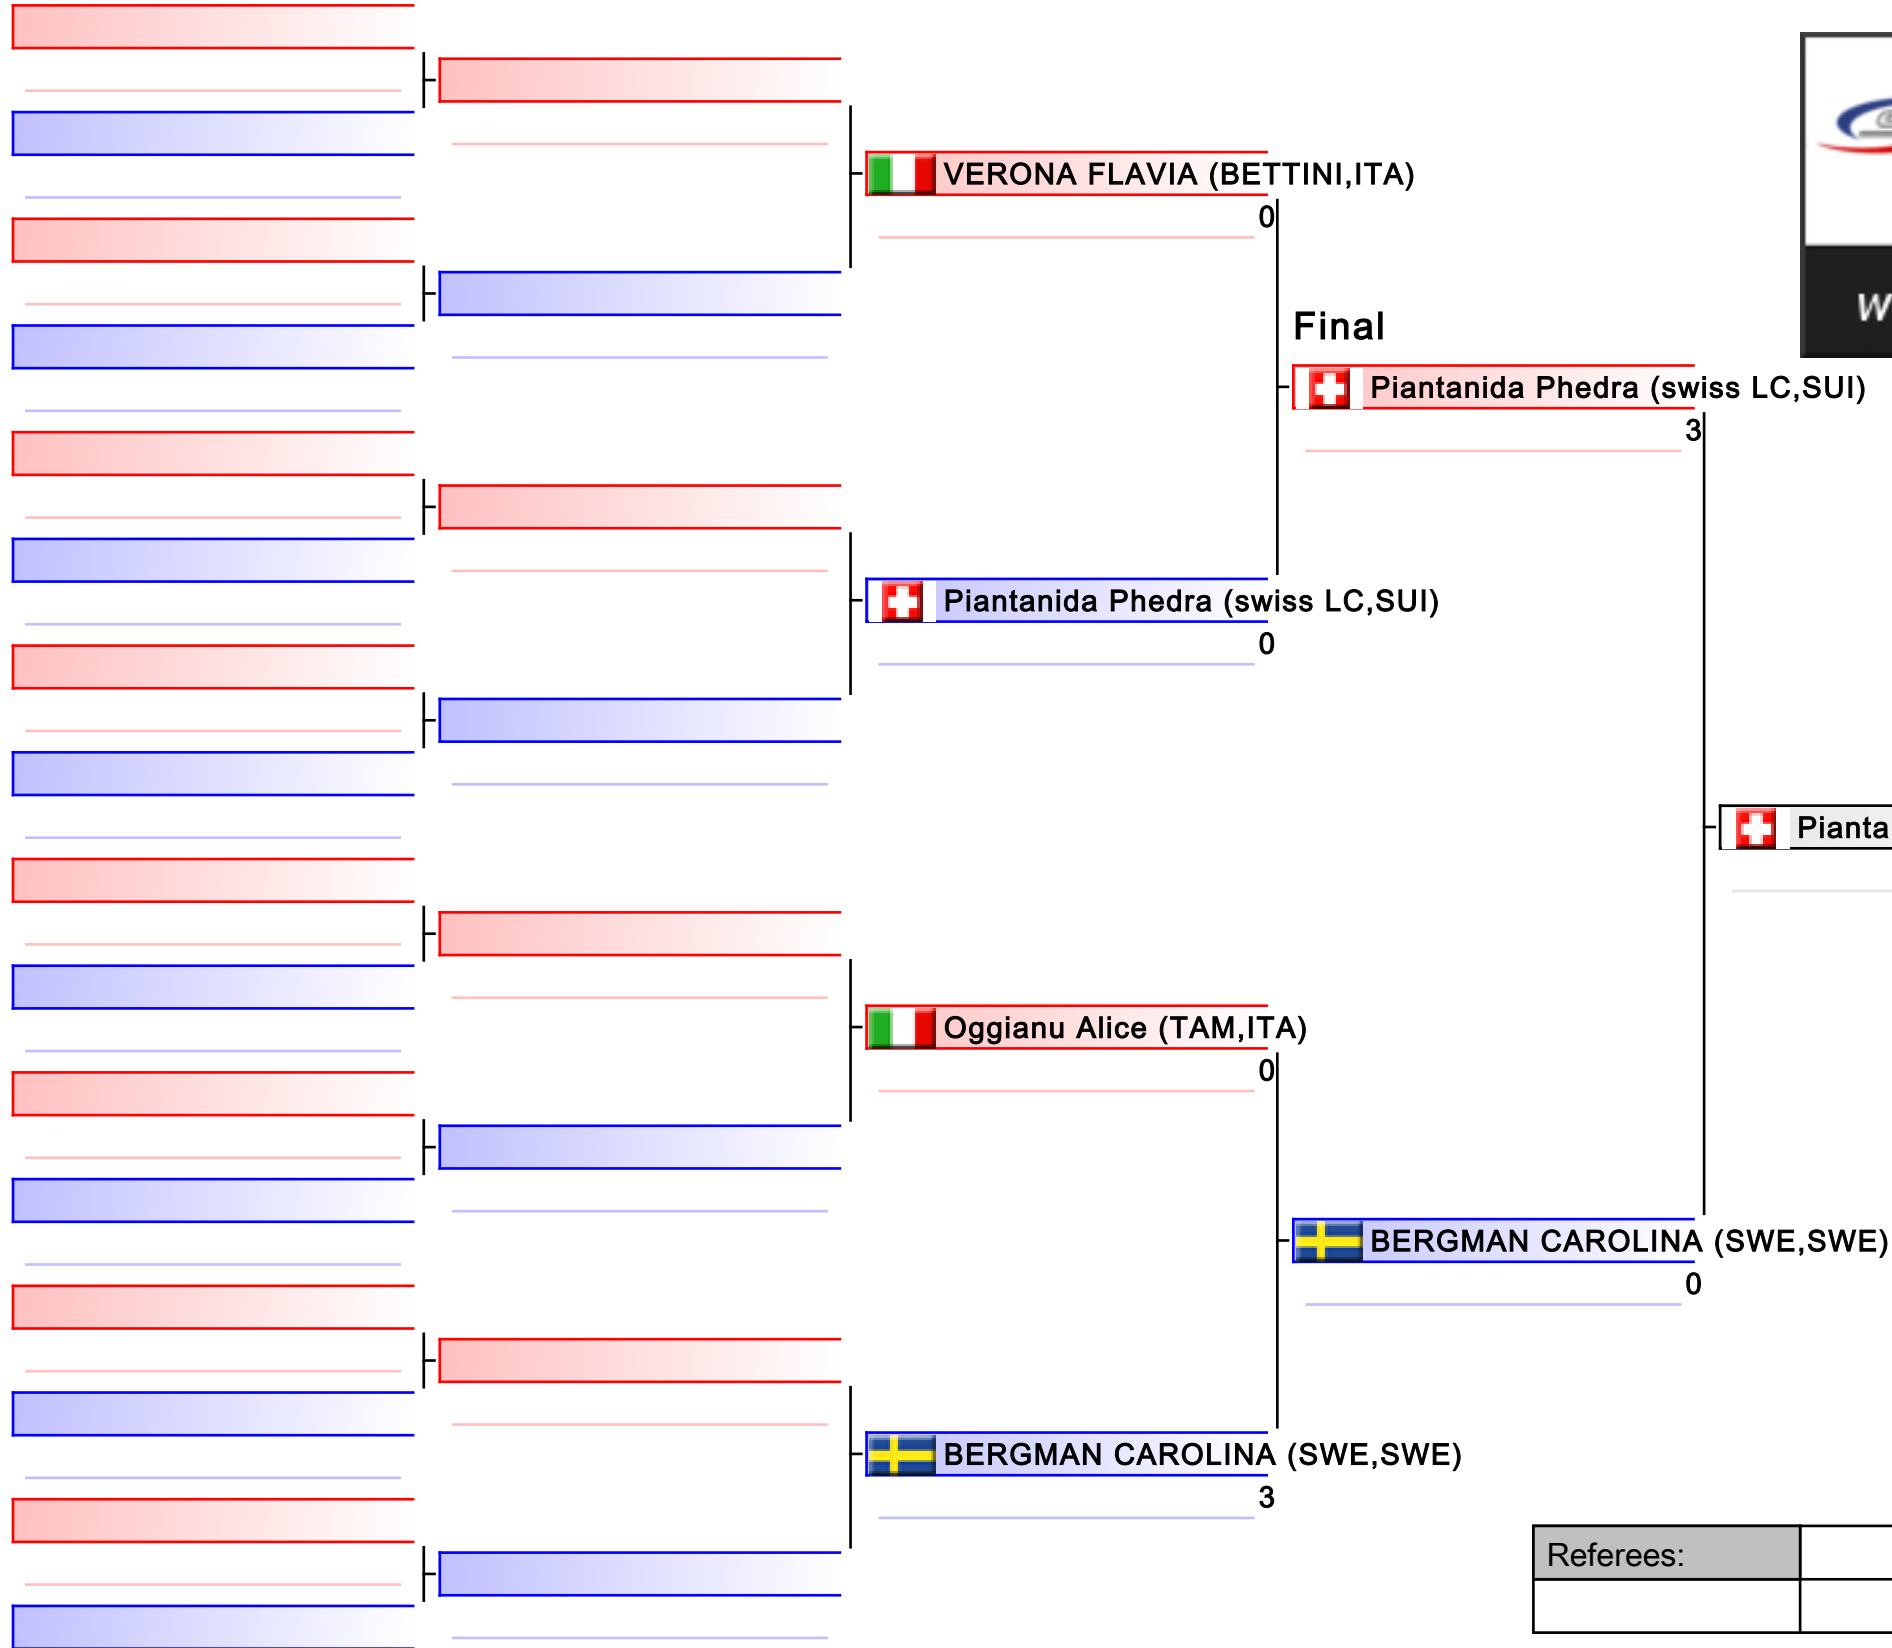 VERONA FLAVIA (BETTINI,ITA)
0
Final
Piantanida Phedra (swiss LC,SUI)
3
Piantanida Phedra (swiss LC,SUI)
0
Pianta
Oggianu Alice (TAM,ITA)
0
BERGMAN CAROLINA (SWE,SWE)
0
BERGMAN CAROLINA (SWE,SWE)
3
Referees: